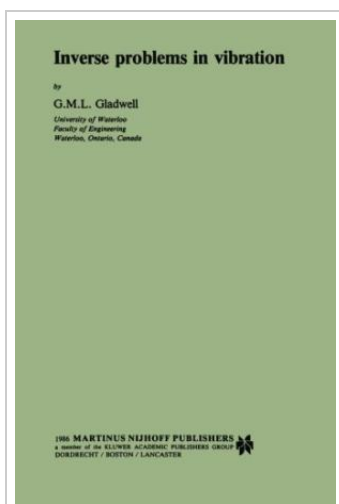 Inverse problems in vibration
by
G.M.L. Gladwell
University of Waterloo
Faculty of Engineering
Waterloo, Ontario, Canada
1986 MARTINUS NIJHOFF PUBLISHERS
a member of the KLUWER ACADEMIC PUBLISHERS GROUP
DORDRECHT / BOSTON / LANCASTER